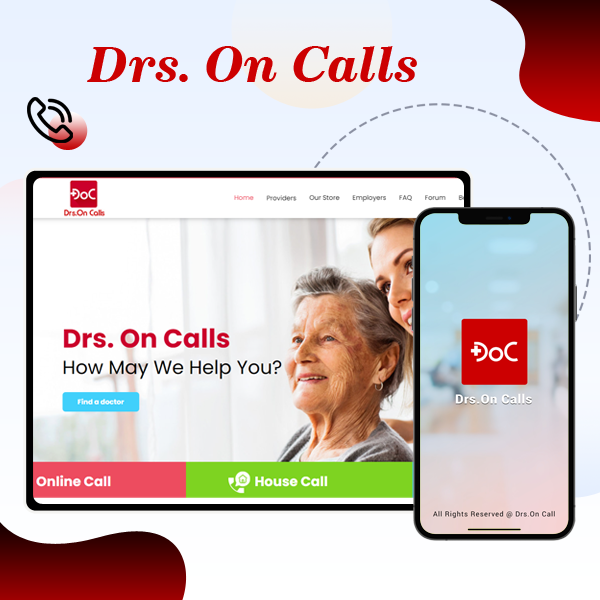 Drs. On Calls
DoC
Drs.On Calls
Home Providers Our Store Employers FAQ Forum
Drs. On Calls
How May We Help You?
Find a doctor
Online Call
House Call
DoC
Drs.On Calls
All Rights Reserved @ Drs.On Call